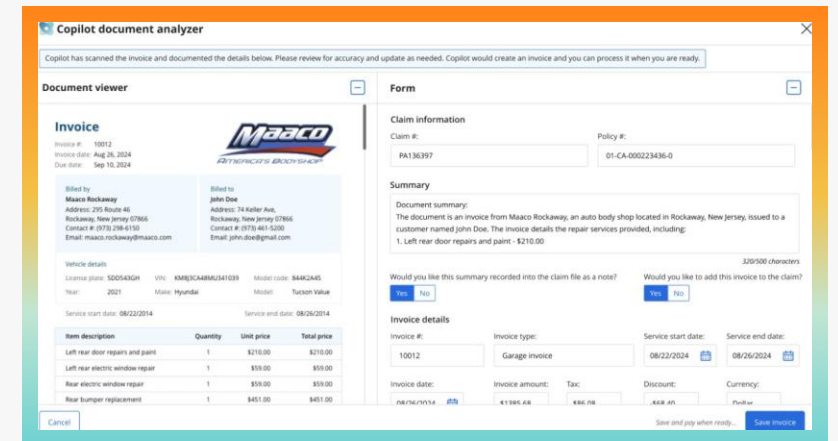 Copilot document analyzer
Copilot has scanned the invoice and documented the details below. Please review for accuracy and update as needed. Copilot would create an invoice and you can process it when you are ready.
Document viewer
Invoice
Invoice #: 10012
Invoice date: Aug 26, 2024
Due date: Sep 10, 2024
Maaco
AMERICA'S BODYSHOP
Billed by
Maaco Rockaway
Address: 295 Route 46
Rockaway, New Jersey 07866
Contact #: (973) 298-6150
Email: maaco.rockaway@maaco.com
Billed to
John Doe
Address: 74 Keller Ave,
Rockaway, New Jersey 07866
Contact #: (973) 461-5200
Email: john.doe@gmail.com
Vehicle details
License plate: SDD543GH VIN: KM8J3CA48MU341039 Model code: 844K2A45
Year: 2021 Make: Hyundai Model: Tucson Value
Service start date: 08/22/2014 Service end date: 08/26/2014
Item description Quantity Unit price Total price
Left rear door repairs and paint 1 $210.00 $210.00
Left rear electric window repair 1 $59.00 $59.00
Rear electric window repair 1 $59.00 $59.00
Rear bumper replacement 1 $451.00 $451.00
Cancel
Form
Claim information
Claim #: Policy #:
PA136397 01-CA-000223436-0
Summary
Document summary:
The document is an invoice from Maaco Rockaway, an auto body shop located in Rockaway, New Jersey, issued to a
customer named John Doe. The invoice details the repair services provided, including:
1. Left rear door repairs and paint - $210.00
320/500 characters
Would you like this summary recorded into the claim file as a note? Would you like to add this invoice to the claim?
Yes No Yes No
Invoice details
Invoice #: Invoice type: Service start date: Service end date:
10012 Garage invoice 08/22/2024 08/26/2024
Invoice date: Invoice amount: Tax: Discount: Currency:
08/26/2024 $1385.68 $86.08 -$68.40 Dollar
Save and pay when ready... Save Invoice